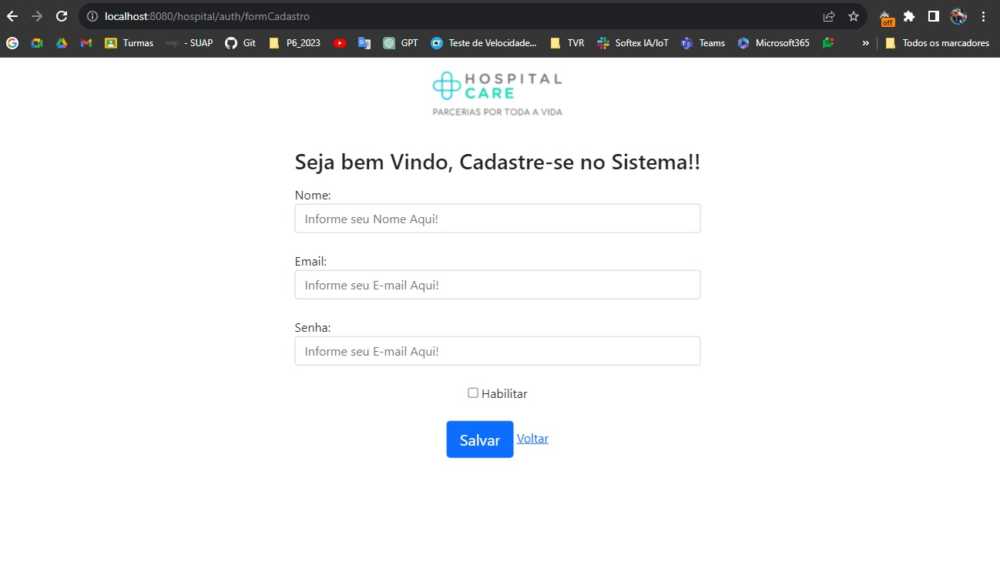 localhost:8080/hospital/auth/formCadastro
off
Turmas suap - SUAP Git P6_2023 GPT Teste de Velocidade... TVR Softex IA/IoT Teams Microsoft365 » Todos os marcadores
HOSPITAL
CARE
PARCERIAS POR TODA A VIDA
Seja bem Vindo, Cadastre-se no Sistema!!
Nome:
Informe seu Nome Aqui!
Email:
Informe seu E-mail Aqui!
Senha:
Informe seu E-mail Aqui!
Habilitar
Salvar Voltar